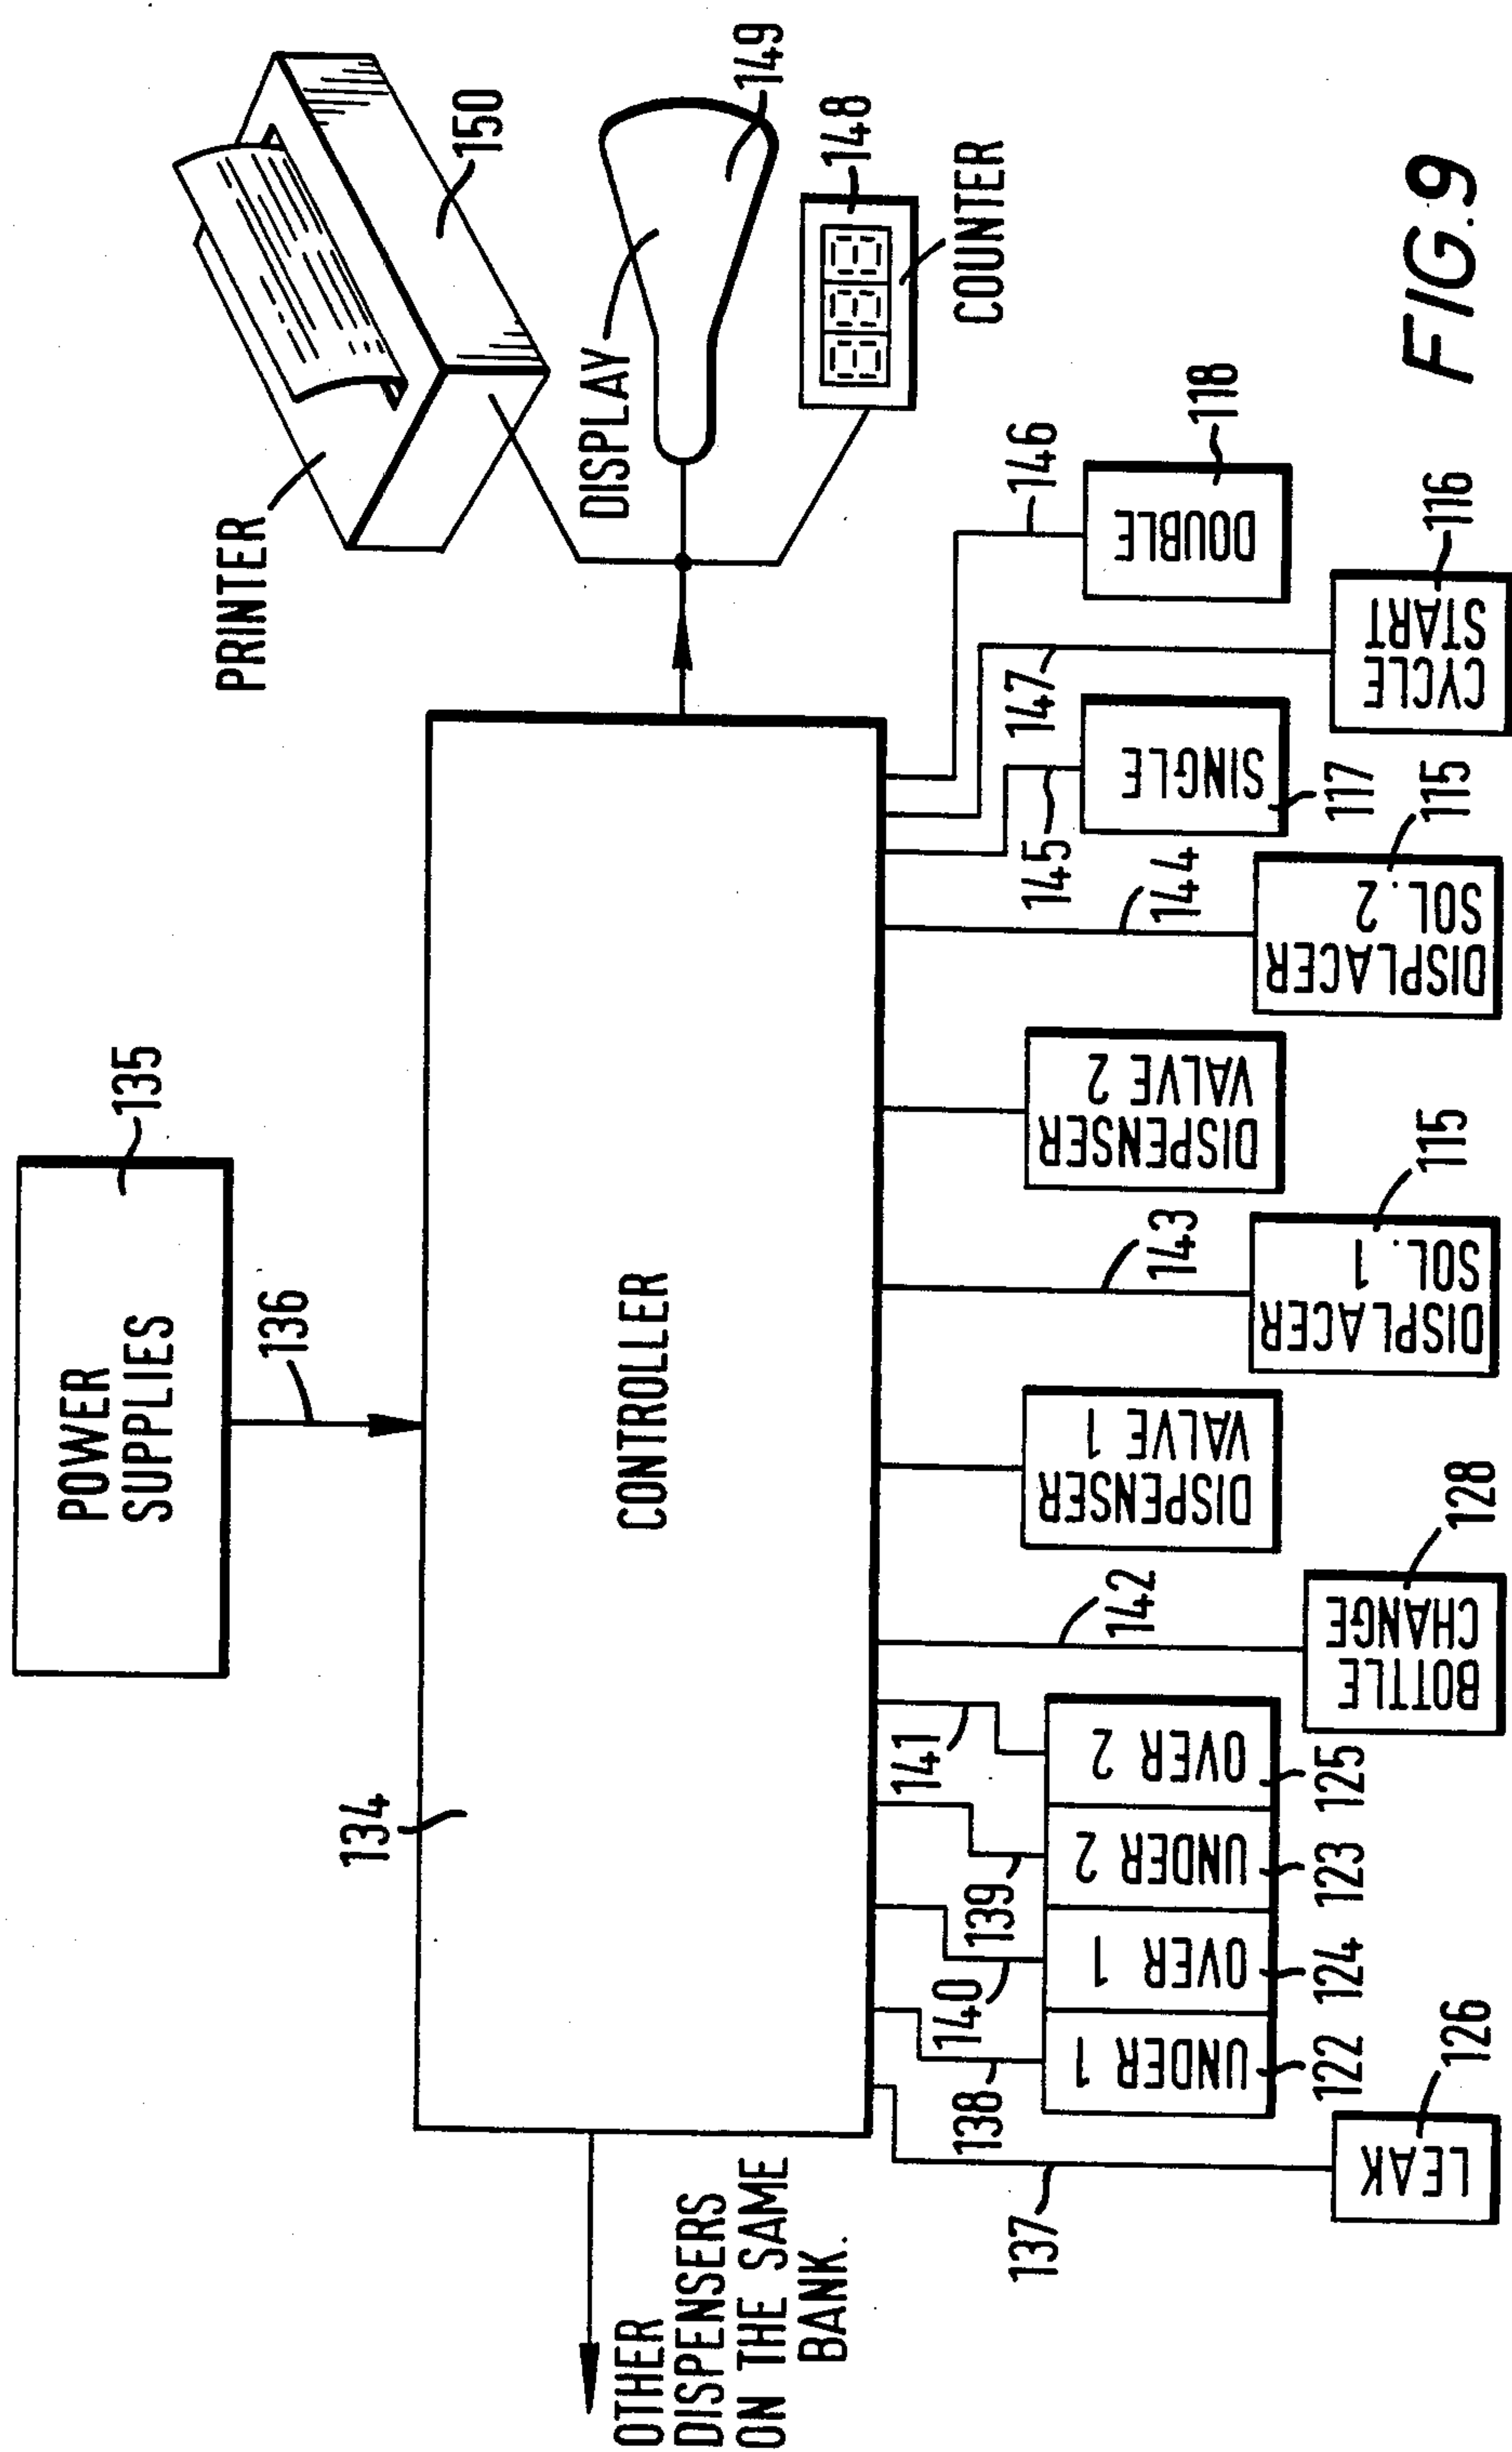 POWER
SUPPLIES
135
136
134
CONTROLLER
PRINTER
150
DISPLAY
149
148
COUNTER
OTHER
DISPENSERS
ON THE SAME
BANK.
137
138
140
139
141
142
143
144
145
147
146
LEAK
126
UNDER 1
122
OVER 1
124
UNDER 2
123
OVER 2
125
BOTTLE
CHANGE
128
DISPENSER
VALVE 1
DISPLACER
SOL. 1
115
DISPENSER
VALVE 2
DISPLACER
SOL. 2
115
SINGLE
117
CYCLE
START
116
DOUBLE
118
FIG. 9